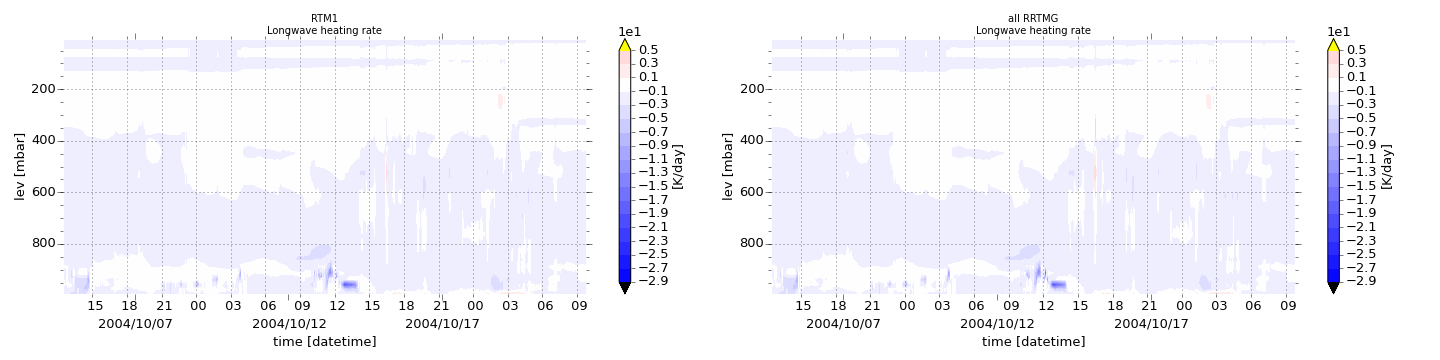 RTM1
Longwave heating rate
1e1
0.5
0.3
0.1
−0.1
−0.3
−0.5
−0.7
−0.9
−1.1
−1.3
−1.5
−1.7
−1.9
−2.1
−2.3
−2.5
−2.7
−2.9
[K/day]
200
400
600
800
lev [mbar]
15 18 21 00 03 06 09 12 15 18 21 00 03 06 09
2004/10/07 2004/10/12 2004/10/17
time [datetime]
all RRTMG
Longwave heating rate
1e1
0.5
0.3
0.1
−0.1
−0.3
−0.5
−0.7
−0.9
−1.1
−1.3
−1.5
−1.7
−1.9
−2.1
−2.3
−2.5
−2.7
−2.9
[K/day]
200
400
600
800
lev [mbar]
15 18 21 00 03 06 09 12 15 18 21 00 03 06 09
2004/10/07 2004/10/12 2004/10/17
time [datetime]